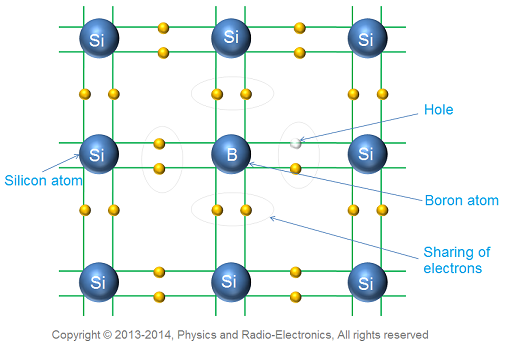 Si Si Si
Hole
Si B Si
Silicon atom
Boron atom
Sharing of
electrons
Si Si Si
Copyright © 2013-2014, Physics and Radio-Electronics, All rights reserved